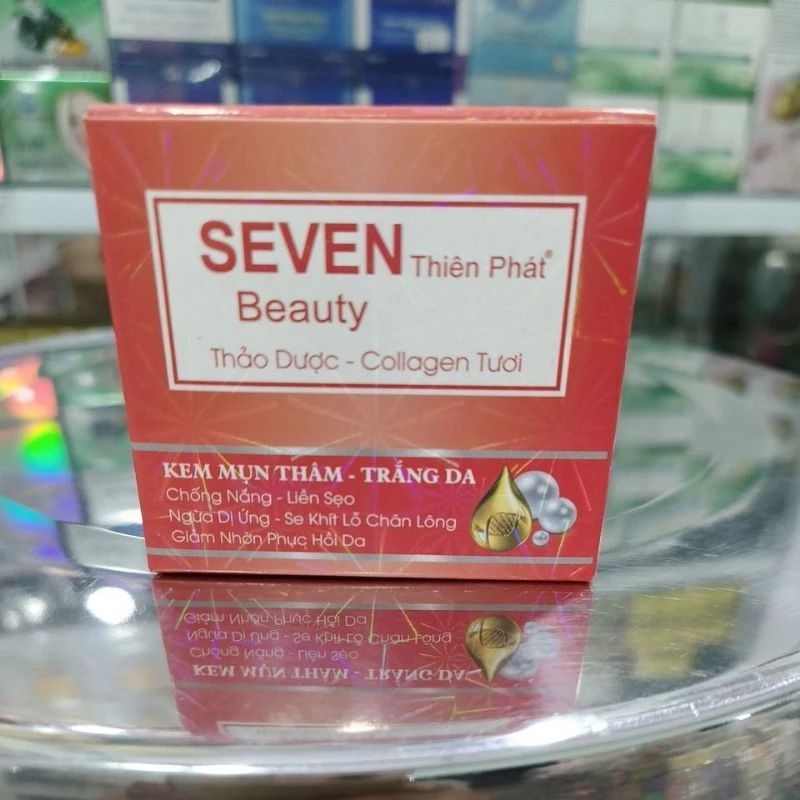 SEVEN Thiên Phát®
Beauty
Thảo Dược - Collagen Tươi
KEM MỤN THÂM - TRẮNG DA
Chống Nắng - Liền Sẹo
Ngừa Dị Ứng - Se Khít Lỗ Chân Lông
Giảm Nhờn Phục Hồi Da